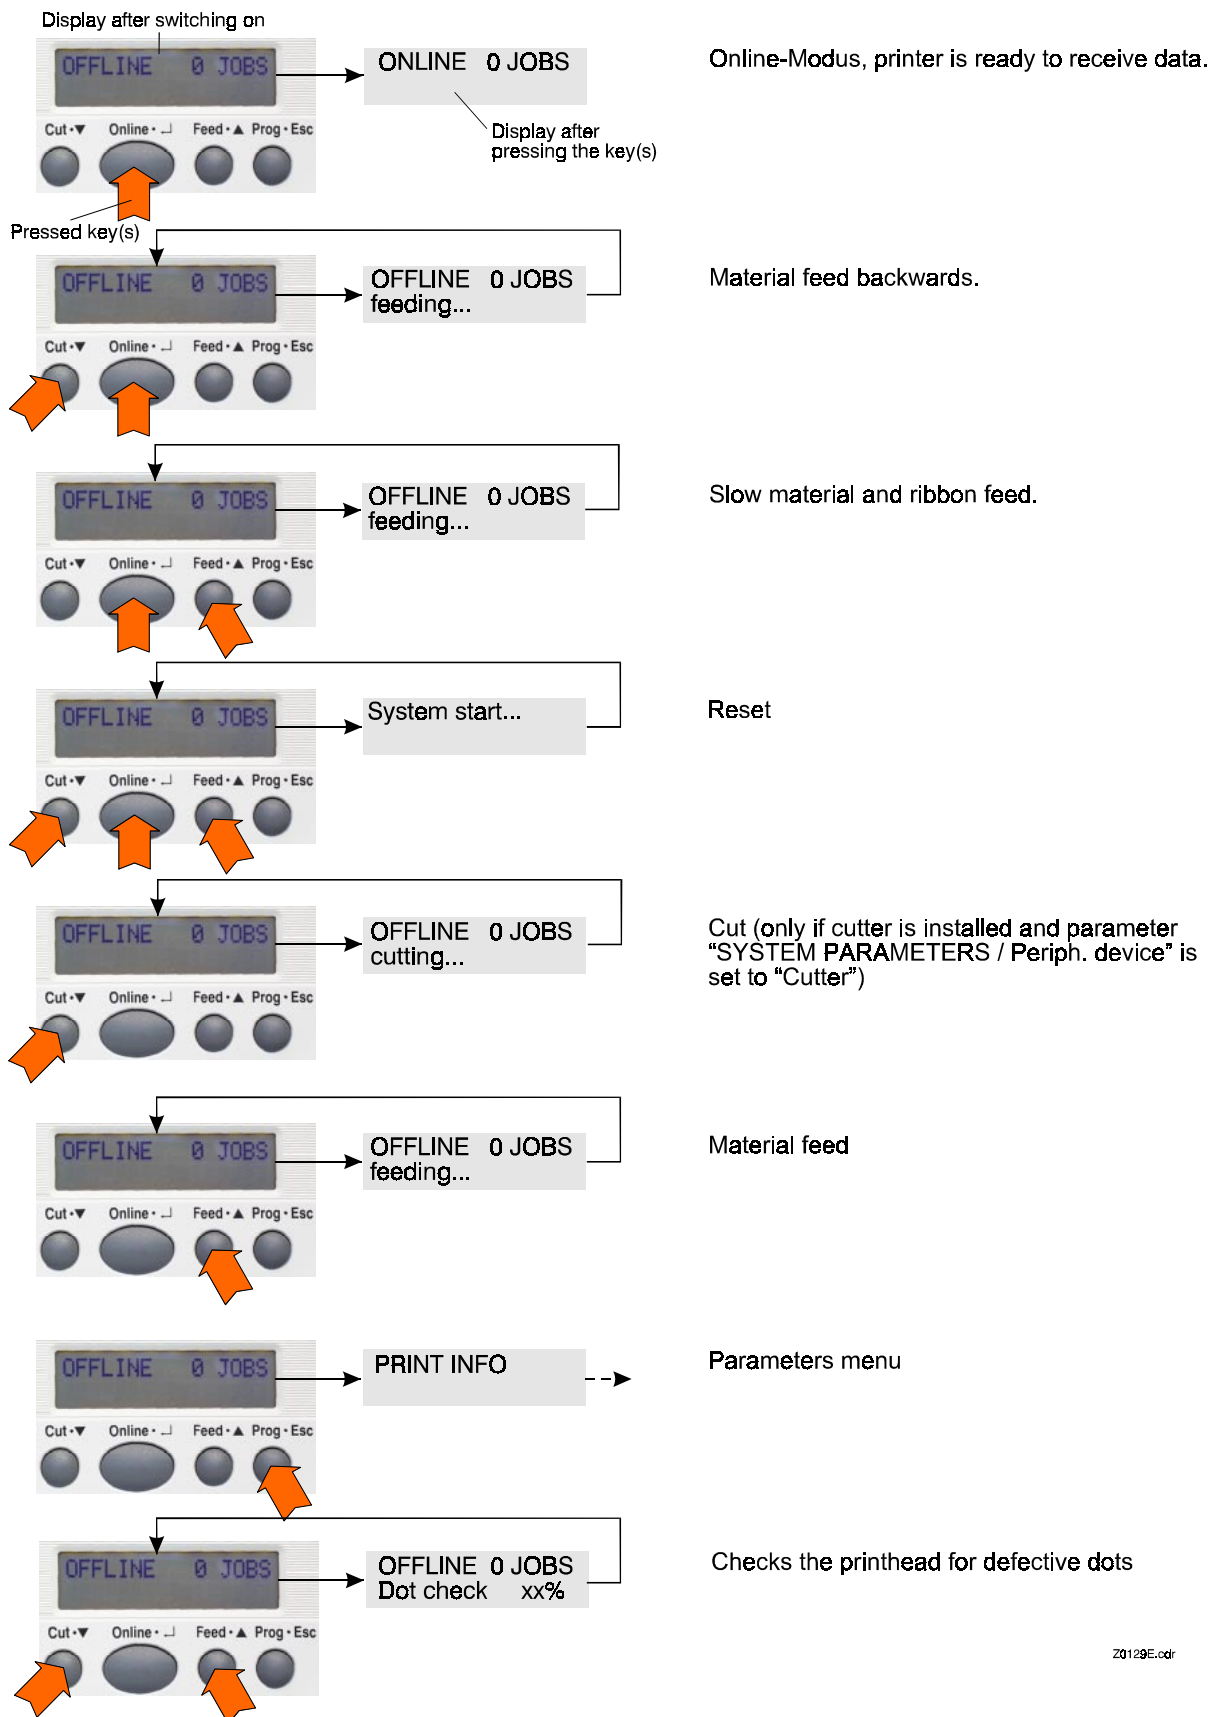 Display after switching on
OFFLINE 0 JOBS
ONLINE 0 JOBS
Online-Modus, printer is ready to receive data.
Display after
pressing the key(s)
Cut·▼ Online·↵ Feed·▲ Prog·Esc
Pressed key(s)
OFFLINE 0 JOBS
OFFLINE 0 JOBS
feeding...
Material feed backwards.
Cut·▼ Online·↵ Feed·▲ Prog·Esc
OFFLINE 0 JOBS
OFFLINE 0 JOBS
feeding...
Slow material and ribbon feed.
Cut·▼ Online·↵ Feed·▲ Prog·Esc
OFFLINE 0 JOBS
System start...
Reset
Cut·▼ Online·↵ Feed·▲ Prog·Esc
OFFLINE 0 JOBS
OFFLINE 0 JOBS
cutting...
Cut (only if cutter is installed and parameter
“SYSTEM PARAMETERS / Periph. device” is
set to “Cutter”)
Cut·▼ Online·↵ Feed·▲ Prog·Esc
OFFLINE 0 JOBS
OFFLINE 0 JOBS
feeding...
Material feed
Cut·▼ Online·↵ Feed·▲ Prog·Esc
OFFLINE 0 JOBS
PRINT INFO
Parameters menu
Cut·▼ Online·↵ Feed·▲ Prog·Esc
OFFLINE 0 JOBS
OFFLINE 0 JOBS
Dot check xx%
Checks the printhead for defective dots
Cut·▼ Online·↵ Feed·▲ Prog·Esc
Z0129E.cdr